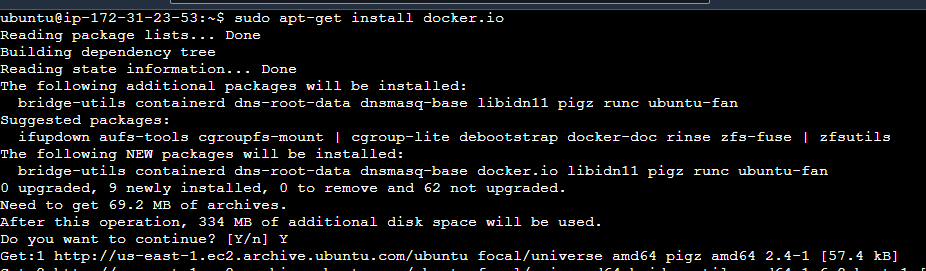 ubuntu@ip-172-31-23-53:~$ sudo apt-get install docker.io
Reading package lists... Done
Building dependency tree
Reading state information... Done
The following additional packages will be installed:
  bridge-utils containerd dns-root-data dnsmasq-base libidn11 pigz runc ubuntu-fan
Suggested packages:
  ifupdown aufs-tools cgroupfs-mount | cgroup-lite debootstrap docker-doc rinse zfs-fuse | zfsutils
The following NEW packages will be installed:
  bridge-utils containerd dns-root-data dnsmasq-base docker.io libidn11 pigz runc ubuntu-fan
0 upgraded, 9 newly installed, 0 to remove and 62 not upgraded.
Need to get 69.2 MB of archives.
After this operation, 334 MB of additional disk space will be used.
Do you want to continue? [Y/n] Y
Get:1 http://us-east-1.ec2.archive.ubuntu.com/ubuntu focal/universe amd64 pigz amd64 2.4-1 [57.4 kB]